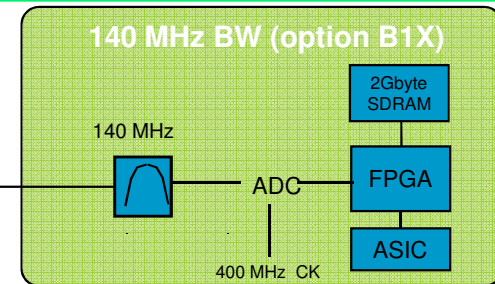 140 MHz BW (option B1X)
2Gbyte
SDRAM
140 MHz
ADC
FPGA
ASIC
400 MHz CK